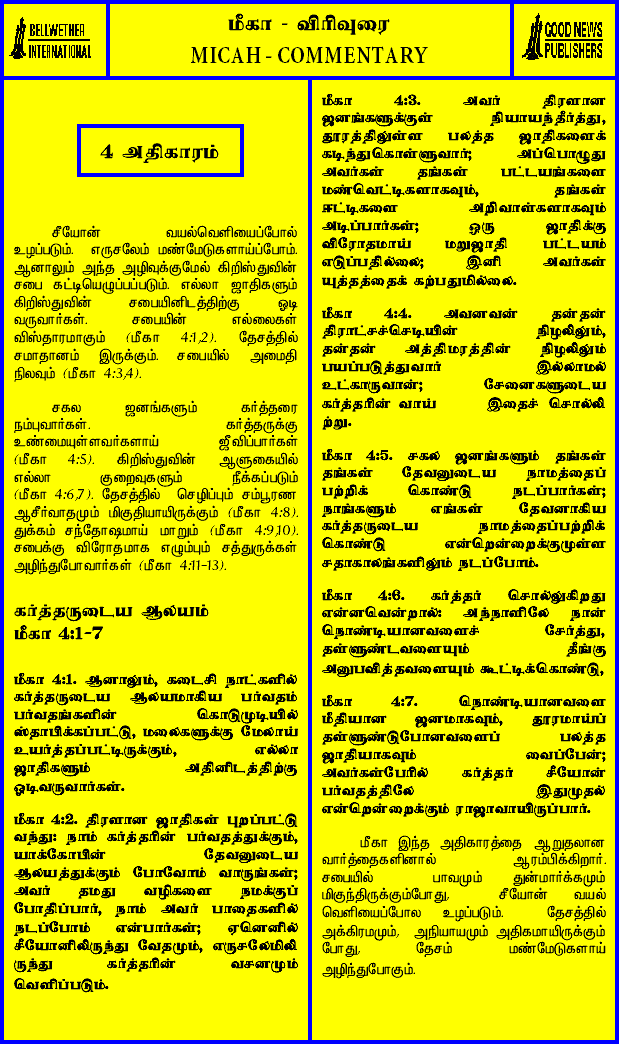 BELLWETHER
INTERNATIONAL
மீகா - விரிவுரை
MICAH - COMMENTARY
GOOD NEWS
PUBLISHERS
4 அதிகாரம்
சீயோன் வயல்வெளியைப்போல்
உழப்படும். எருசலேம் மண்மேடுகளாய்ப்போம்.
ஆனாலும் அந்த அழிவுக்குமேல் கிறிஸ்துவின்
சபை கட்டியெழுப்பப்படும். எல்லா ஜாதிகளும்
கிறிஸ்துவின் சபையினிடத்திற்கு ஓடி
வருவார்கள். சபையின் எல்லைகள்
விஸ்தாரமாகும் (மீகா 4:1,2). தேசத்தில்
சமாதானம் இருக்கும். சபையில் அமைதி
நிலவும் (மீகா 4:3,4).
சகல ஜனங்களும் கர்த்தரை
நம்புவார்கள். கர்த்தருக்கு
உண்மையுள்ளவர்களாய் ஜீவிப்பார்கள்
(மீகா 4:5). கிறிஸ்துவின் ஆளுகையில்
எல்லா குறைவுகளும் நீக்கப்படும்
(மீகா 4:6,7). தேசத்தில் செழிப்பும் சம்பூரண
ஆசீர்வாதமும் மிகுதியாயிருக்கும் (மீகா 4:8).
துக்கம் சந்தோஷமாய் மாறும் (மீகா 4:9,10).
சபைக்கு விரோதமாக எழும்பும் சத்துருக்கள்
அழிந்துபோவார்கள் (மீகா 4:11-13).
கர்த்தருடைய ஆலயம்
மீகா 4:1-7
மீகா 4:1. ஆனாலும், கடைசி நாட்களில்
கர்த்தருடைய ஆலயமாகிய பர்வதம்
பர்வதங்களின் கொடுமுடியில்
ஸ்தாபிக்கப்பட்டு, மலைகளுக்கு மேலாய்
உயர்த்தப்பட்டிருக்கும், எல்லா
ஜாதிகளும் அதினிடத்திற்கு
ஓடிவருவார்கள்.
மீகா 4:2. திரளான ஜாதிகள் புறப்பட்டு
வந்து: நாம் கர்த்தரின் பர்வதத்துக்கும்,
யாக்கோபின் தேவனுடைய
ஆலயத்துக்கும் போவோம் வாருங்கள்;
அவர் தமது வழிகளை நமக்குப்
போதிப்பார், நாம் அவர் பாதைகளில்
நடப்போம் என்பார்கள்; ஏனெனில்
சீயோனிலிருந்து வேதமும், எருசலேமிலி
ருந்து கர்த்தரின் வசனமும்
வெளிப்படும்.
மீகா 4:3. அவர் திரளான
ஜனங்களுக்குள் நியாயந்தீர்த்து,
தூரத்திலுள்ள பலத்த ஜாதிகளைக்
கடிந்துகொள்ளுவார்; அப்பொழுது
அவர்கள் தங்கள் பட்டயங்களை
மண்வெட்டிகளாகவும், தங்கள்
ஈட்டிகளை அறிவாள்களாகவும்
அடிப்பார்கள்; ஒரு ஜாதிக்கு
விரோதமாய் மறுஜாதி பட்டயம்
எடுப்பதில்லை; இனி அவர்கள்
யுத்தத்தைக் கற்பதுமில்லை.
மீகா 4:4. அவனவன் தன்தன்
திராட்சச்செடியின் நிழலிலும்,
தன்தன் அத்திமரத்தின் நிழலிலும்
பயப்படுத்துவார் இல்லாமல்
உட்காருவான்; சேனைகளுடைய
கர்த்தரின் வாய் இதைச் சொல்லி
ற்று.
மீகா 4:5. சகல ஜனங்களும் தங்கள்
தங்கள் தேவனுடைய நாமத்தைப்
பற்றிக் கொண்டு நடப்பார்கள்;
நாங்களும் எங்கள் தேவனாகிய
கர்த்தருடைய நாமத்தைப்பற்றிக்
கொண்டு என்றென்றைக்குமுள்ள
சதாகாலங்களிலும் நடப்போம்.
மீகா 4:6. கர்த்தர் சொல்லுகிறது
என்னவென்றால்: அந்நாளிலே நான்
நொண்டியானவளைச் சேர்த்து,
தள்ளுண்டவளையும் தீங்கு
அனுபவித்தவளையும் கூட்டிக்கொண்டு,
மீகா 4:7. நொண்டியானவளை
மீதியான ஜனமாகவும், தூரமாய்ப்
தள்ளுண்டுபோனவளைப் பலத்த
ஜாதியாகவும் வைப்பேன்;
அவர்கள்பேரில் கர்த்தர் சீயோன்
பர்வதத்திலே இதுமுதல்
என்றென்றைக்கும் ராஜாவாயிருப்பார்.
மீகா இந்த அதிகாரத்தை ஆறுதலான
வார்த்தைகளினால் ஆரம்பிக்கிறார்.
சபையில் பாவமும் துன்மார்க்கமும்
மிகுந்திருக்கும்போது, சீயோன் வயல்
வெளியைப்போல உழப்படும். தேசத்தில்
அக்கிரமமும், அநியாயமும் அதிகமாயிருக்கும்
போது, தேசம் மண்மேடுகளாய்
அழிந்துபோகும்.